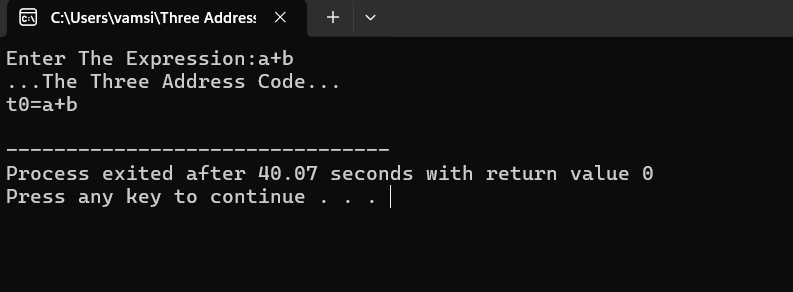 C:\Users\vamsi\Three Address
Enter The Expression:a+b
...The Three Address Code...
t0=a+b
--------------------------------
Process exited after 40.07 seconds with return value 0
Press any key to continue . . .